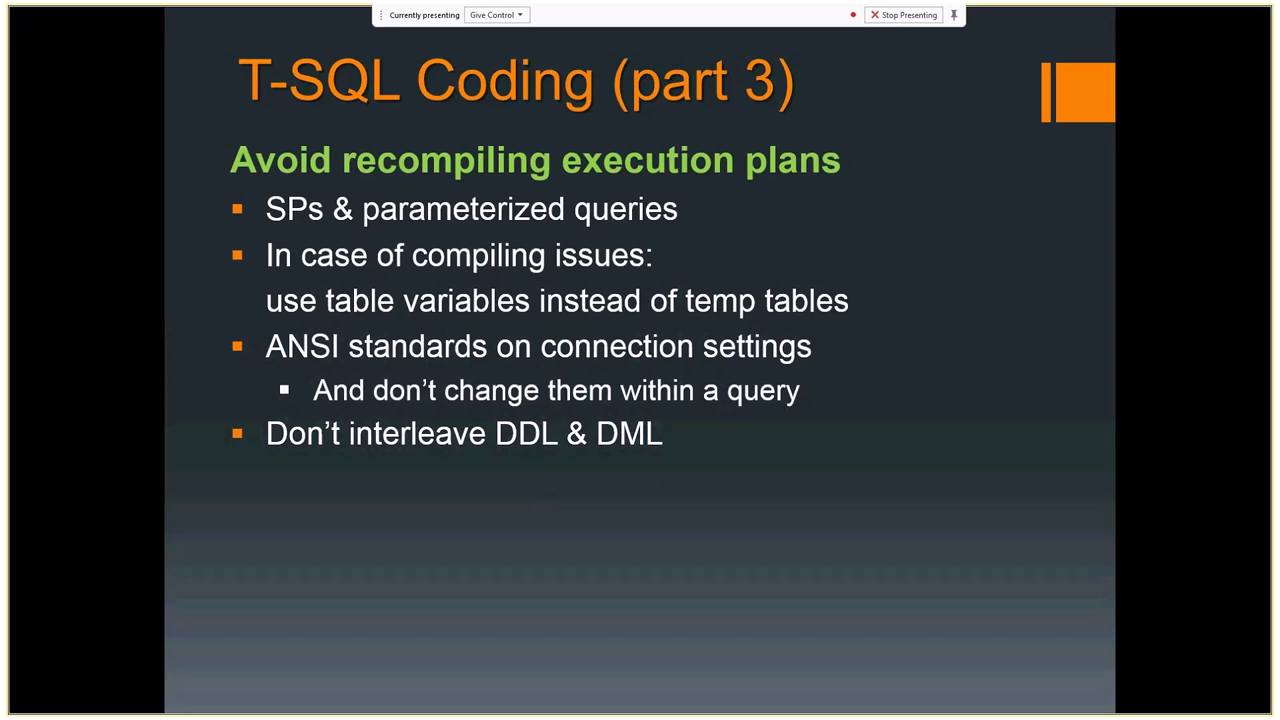 Currently presenting Give Control Stop Presenting
T-SQL Coding (part 3)
Avoid recompiling execution plans
SPs & parameterized queries
In case of compiling issues:
use table variables instead of temp tables
ANSI standards on connection settings
And don’t change them within a query
Don’t interleave DDL & DML